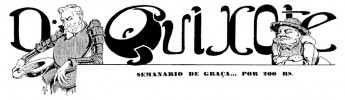 D. QUIXOTE
SEMANARIO DE GRAÇA... POR 200 RS.